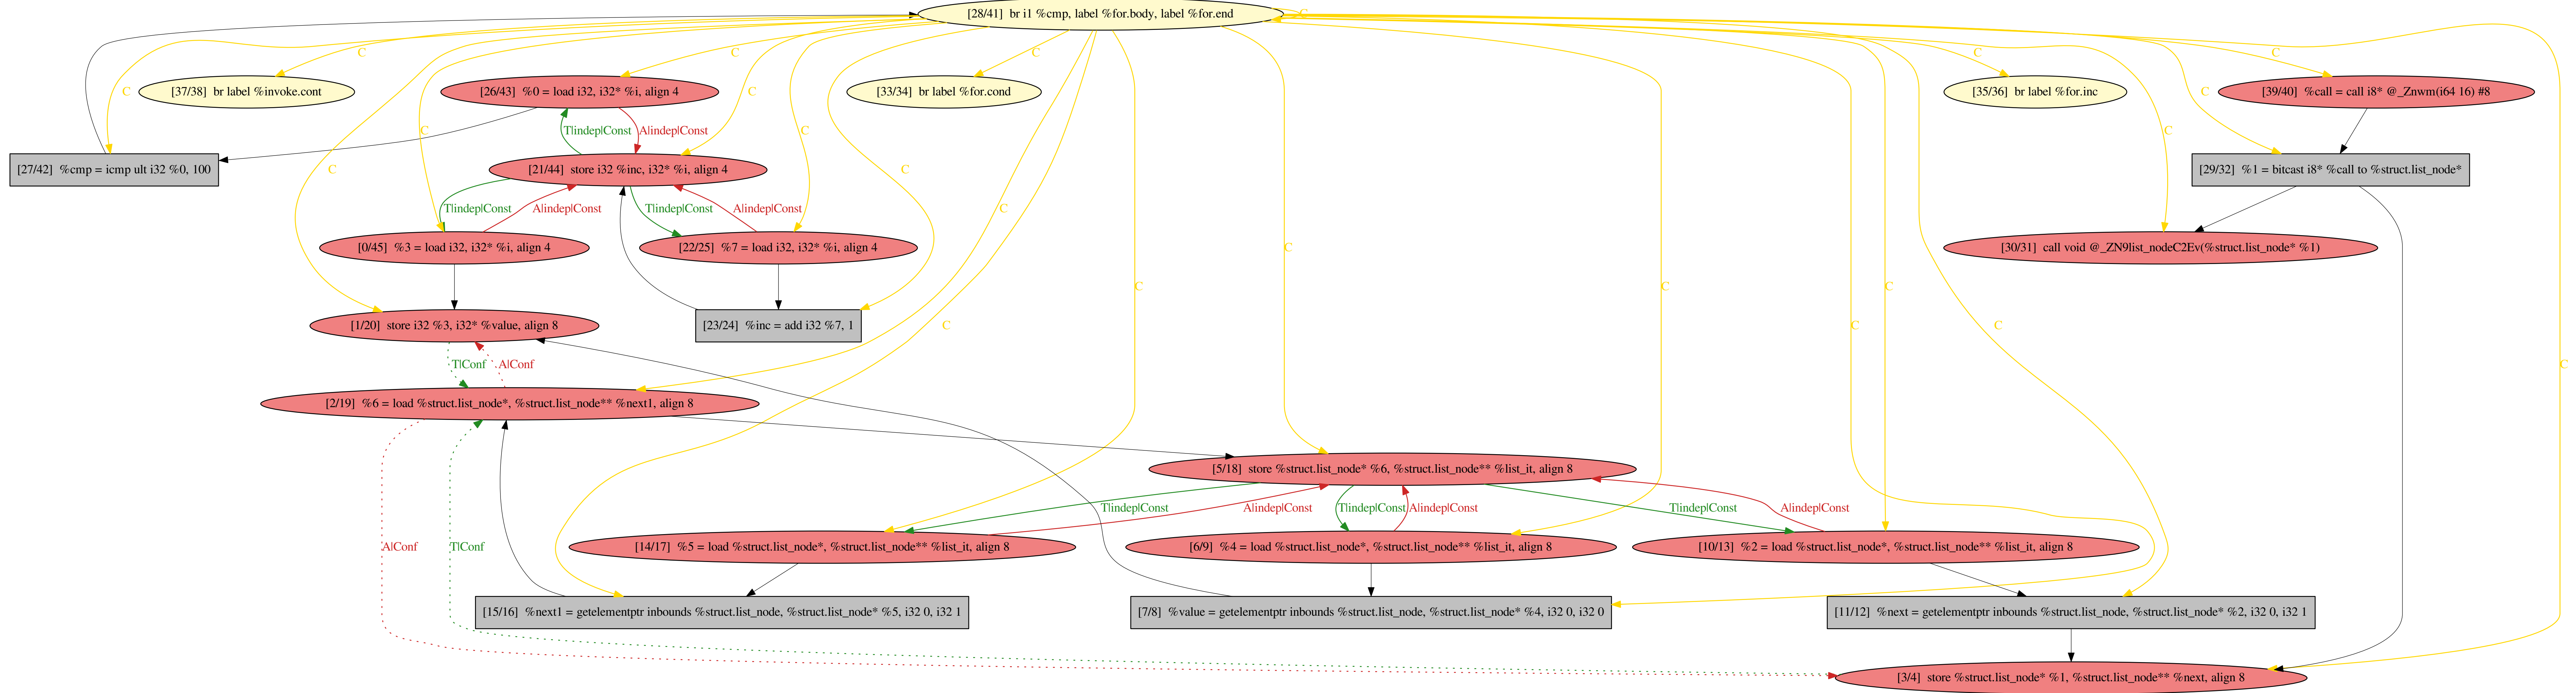 [28/41] br i1 %cmp, label %for.body, label %for.end
C
C
C
C
C
[37/38] br label %invoke.cont
[26/43] %0 = load i32, i32* %i, align 4
[33/34] br label %for.cond
[35/36] br label %for.inc
[39/40] %call = call i8* @_Znwm(i64 16) #8
C
C
C
C
T|indep|Const
A|indep|Const
C
C
C
[27/42] %cmp = icmp ult i32 %0, 100
C
[21/44] store i32 %inc, i32* %i, align 4
C
[29/32] %1 = bitcast i8* %call to %struct.list_node*
T|indep|Const
A|indep|Const
T|indep|Const
A|indep|Const
C
[0/45] %3 = load i32, i32* %i, align 4
[22/25] %7 = load i32, i32* %i, align 4
C
[30/31] call void @_ZN9list_nodeC2Ev(%struct.list_node* %1)
C
C
C
[1/20] store i32 %3, i32* %value, align 8
[23/24] %inc = add i32 %7, 1
C
C
C
T|Conf
A|Conf
C
[2/19] %6 = load %struct.list_node*, %struct.list_node** %next1, align 8
[5/18] store %struct.list_node* %6, %struct.list_node** %list_it, align 8
T|indep|Const
A|indep|Const
T|indep|Const
A|indep|Const
T|indep|Const
A|indep|Const
A|Conf
T|Conf
[14/17] %5 = load %struct.list_node*, %struct.list_node** %list_it, align 8
[6/9] %4 = load %struct.list_node*, %struct.list_node** %list_it, align 8
[10/13] %2 = load %struct.list_node*, %struct.list_node** %list_it, align 8
[15/16] %next1 = getelementptr inbounds %struct.list_node, %struct.list_node* %5, i32 0, i32 1
[7/8] %value = getelementptr inbounds %struct.list_node, %struct.list_node* %4, i32 0, i32 0
[11/12] %next = getelementptr inbounds %struct.list_node, %struct.list_node* %2, i32 0, i32 1
[3/4] store %struct.list_node* %1, %struct.list_node** %next, align 8